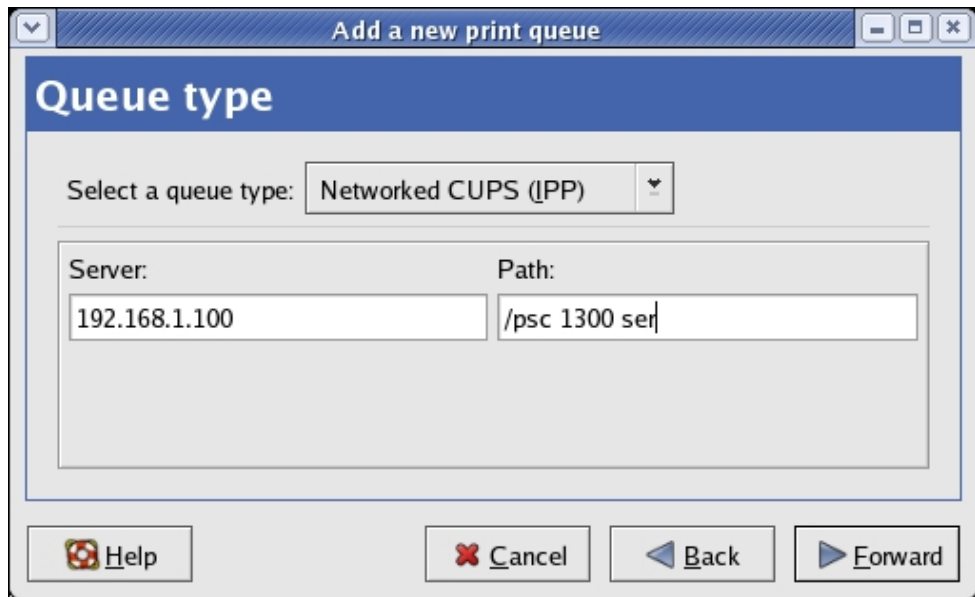 Add a new print queue
Queue type
Select a queue type: Networked CUPS (IPP)
Server: Path:
192.168.1.100 /psc 1300 ser
Help Cancel Back Forward